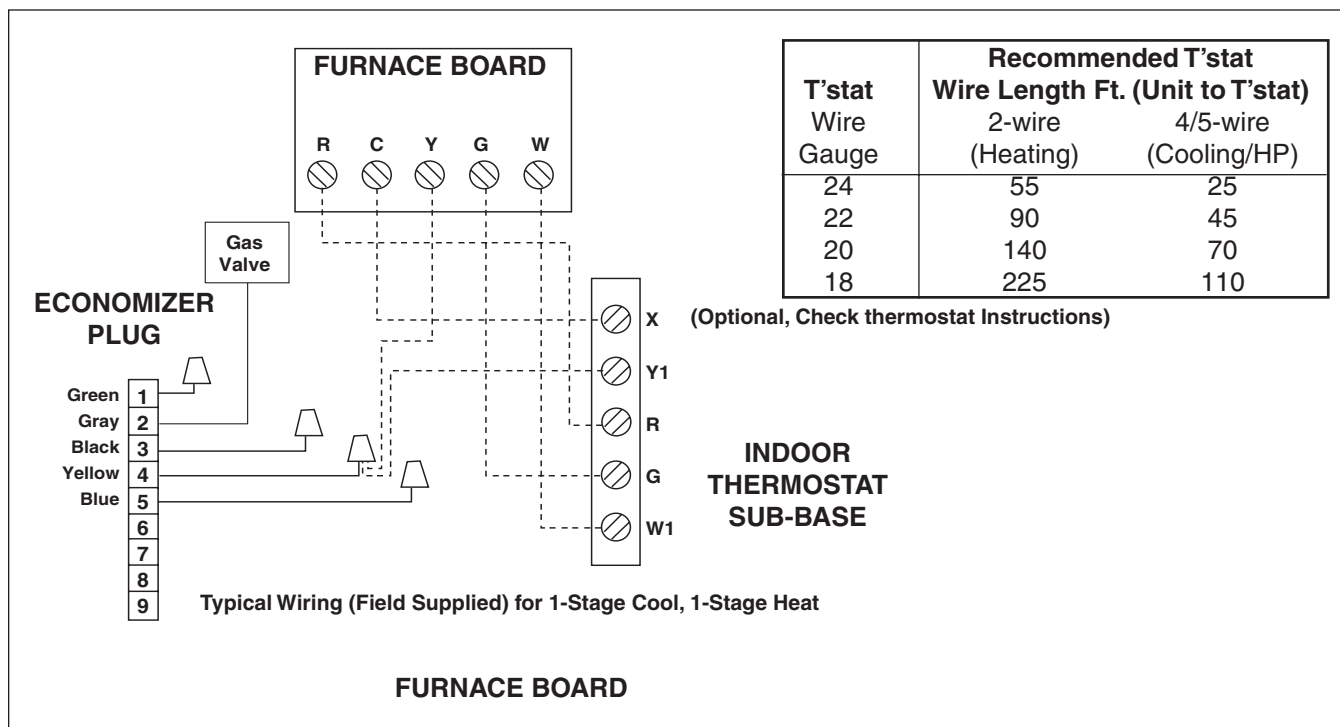 FURNACE BOARD
R C Y G W
Gas
Valve
ECONOMIZER
PLUG
Green 1
Gray 2
Black 3
Yellow 4
Blue 5
6
7
8
9
X (Optional, Check thermostat Instructions)
Y1
R
G
W1
INDOOR
THERMOSTAT
SUB-BASE
Recommended T'stat
T'stat Wire Length Ft. (Unit to T'stat)
Wire 2-wire 4/5-wire
Gauge (Heating) (Cooling/HP)
24 55 25
22 90 45
20 140 70
18 225 110
Typical Wiring (Field Supplied) for 1-Stage Cool, 1-Stage Heat
FURNACE BOARD